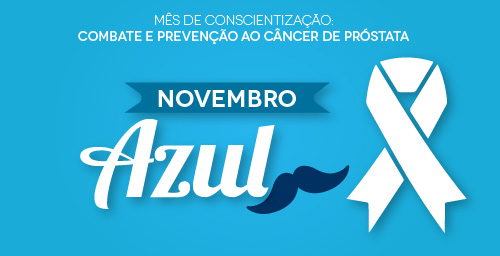 MÊS DE CONSCIENTIZAÇÃO:
COMBATE E PREVENÇÃO AO CÂNCER DE PRÓSTATA
NOVEMBRO
Azul